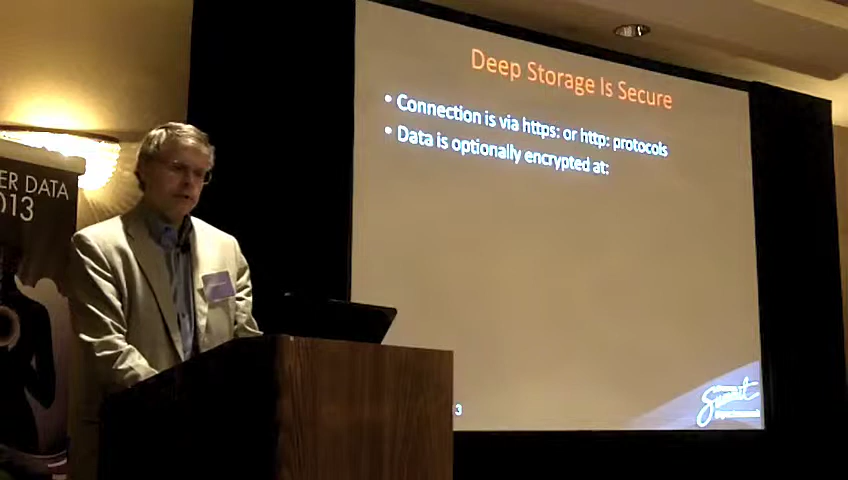 Deep Storage Is Secure
• Connection is via https: or http: protocols
• Data is optionally encrypted at:
ER DATA
013
Summit
3